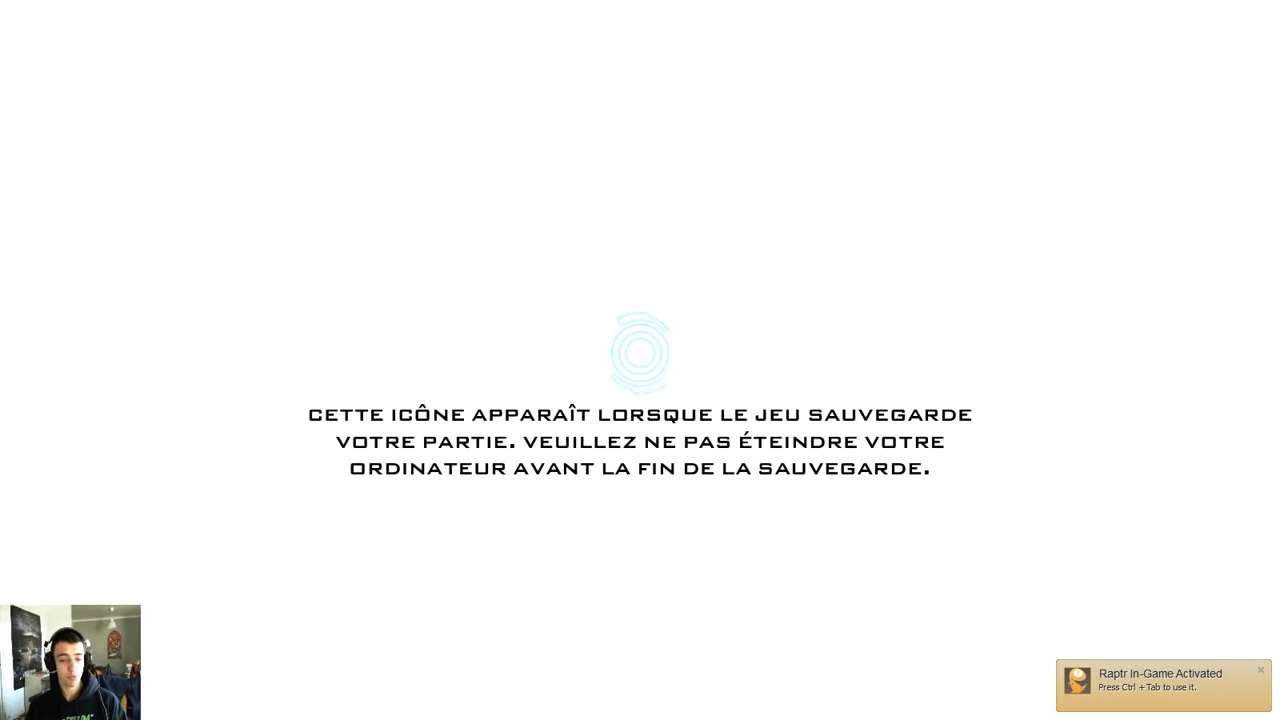 CETTE ICÔNE APPARAÎT LORSQUE LE JEU SAUVEGARDE
VOTRE PARTIE. VEUILLEZ NE PAS ÉTEINDRE VOTRE
ORDINATEUR AVANT LA FIN DE LA SAUVEGARDE.
Raptr In-Game Activated
Press Ctrl + Tab to use it.